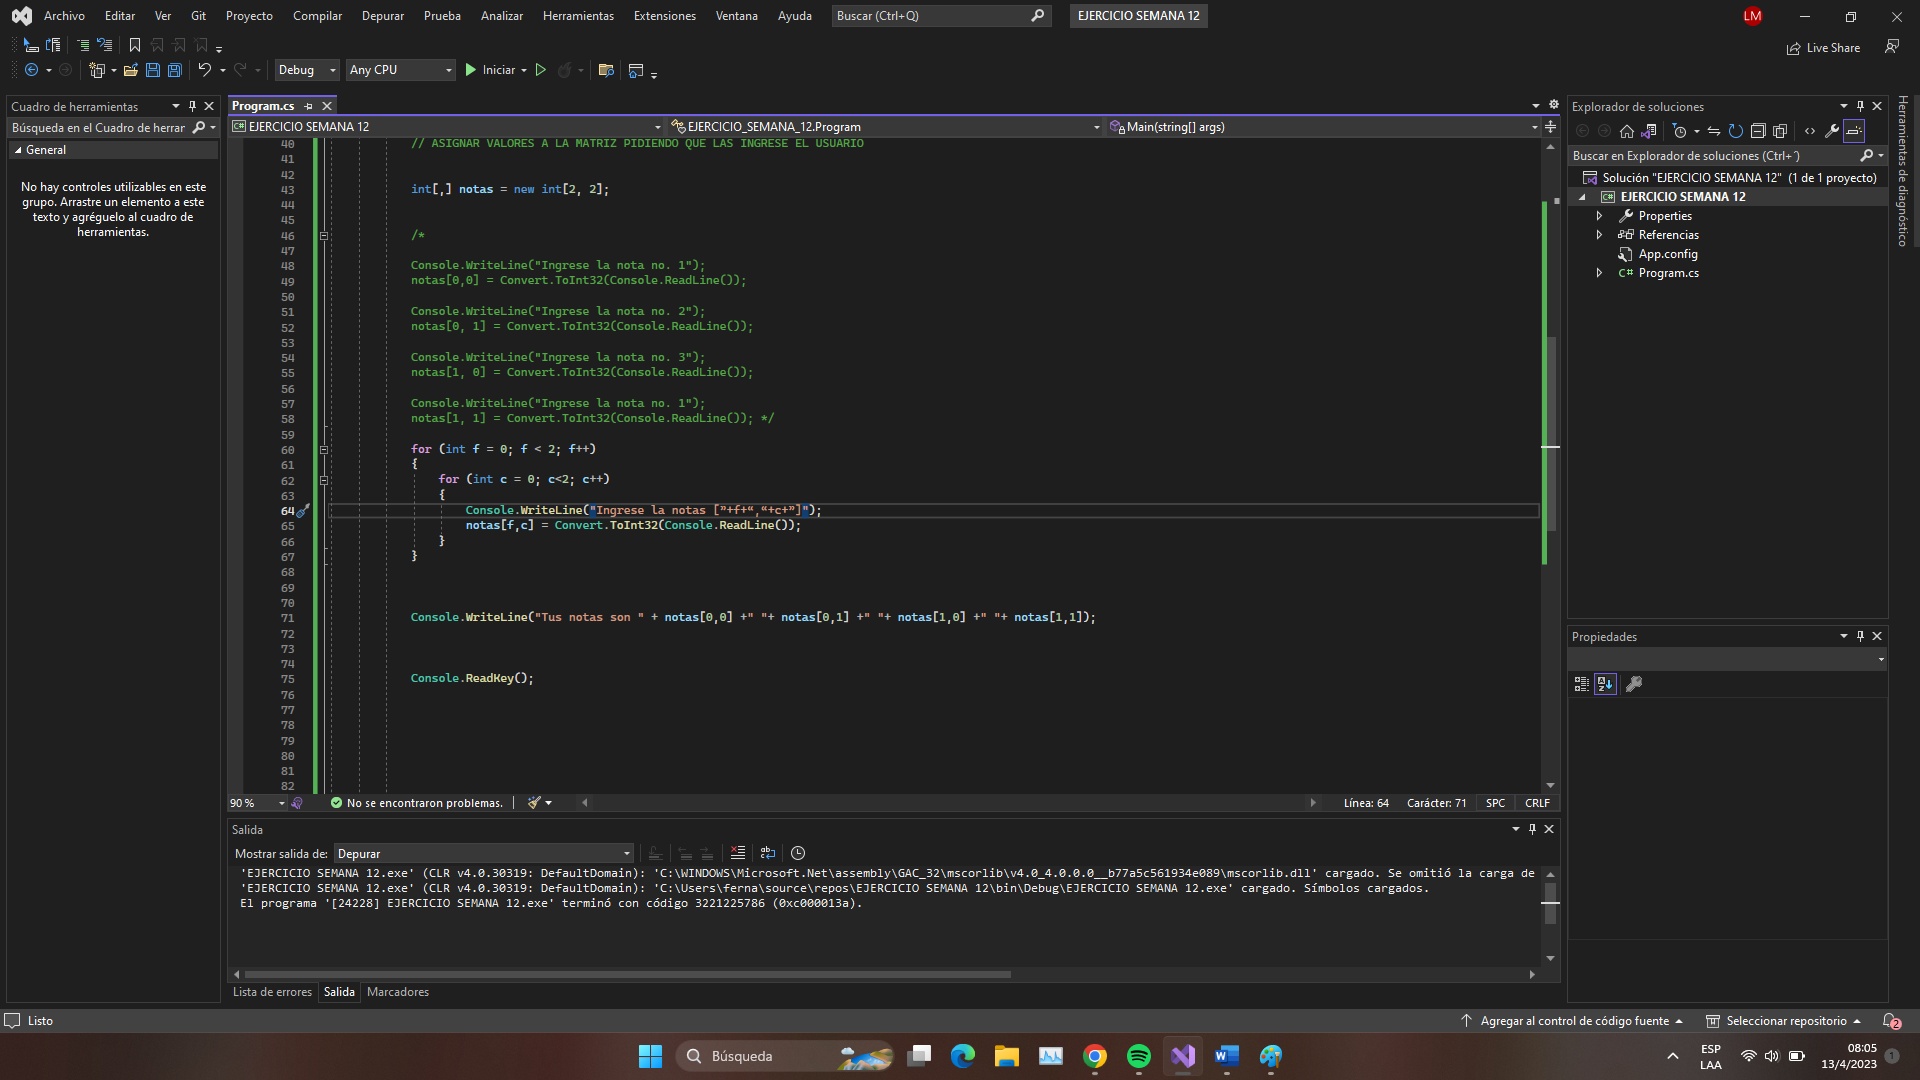 Archivo Editar Ver Git Proyecto Compilar Depurar Prueba Analizar Herramientas Extensiones Ventana Ayuda Buscar (Ctrl+Q) EJERCICIO SEMANA 12 LM
Live Share
Debug Any CPU Iniciar
Cuadro de herramientas
Búsqueda en el Cuadro de herrar
General
No hay controles utilizables en este
grupo. Arrastre un elemento a este
texto y agréguelo al cuadro de
herramientas.
Program.cs
EJERCICIO SEMANA 12 EJERCICIO_SEMANA_12.Program Main(string[] args)
40 // ASIGNAR VALORES A LA MATRIZ PIDIENDO QUE LAS INGRESE EL USUARIO
41
42
43 int[,] notas = new int[2, 2];
44
45
46 /*
47
48 Console.WriteLine("Ingrese la nota no. 1");
49 notas[0,0] = Convert.ToInt32(Console.ReadLine());
50
51 Console.WriteLine("Ingrese la nota no. 2");
52 notas[0, 1] = Convert.ToInt32(Console.ReadLine());
53
54 Console.WriteLine("Ingrese la nota no. 3");
55 notas[1, 0] = Convert.ToInt32(Console.ReadLine());
56
57 Console.WriteLine("Ingrese la nota no. 1");
58 notas[1, 1] = Convert.ToInt32(Console.ReadLine()); */
59
60 for (int f = 0; f < 2; f++)
61 {
62 for (int c = 0; c<2; c++)
63 {
64 Console.WriteLine("Ingrese la notas [”+f+“,“+c+”]");
65 notas[f,c] = Convert.ToInt32(Console.ReadLine());
66 }
67 }
68
69
70
71 Console.WriteLine("Tus notas son " + notas[0,0] +" "+ notas[0,1] +" "+ notas[1,0] +" "+ notas[1,1]);
72
73
74
75 Console.ReadKey();
76
77
78
79
80
81
82
90 % No se encontraron problemas. Línea: 64 Carácter: 71 SPC CRLF
Salida
Mostrar salida de: Depurar
'EJERCICIO SEMANA 12.exe' (CLR v4.0.30319: DefaultDomain): 'C:\WINDOWS\Microsoft.Net\assembly\GAC_32\mscorlib\v4.0_4.0.0.0__b77a5c561934e089\mscorlib.dll' cargado. Se omitió la carga de
'EJERCICIO SEMANA 12.exe' (CLR v4.0.30319: DefaultDomain): 'C:\Users\ferna\source\repos\EJERCICIO SEMANA 12\bin\Debug\EJERCICIO SEMANA 12.exe' cargado. Símbolos cargados.
El programa '[24228] EJERCICIO SEMANA 12.exe' terminó con código 3221225786 (0xc000013a).
Lista de errores Salida Marcadores
Explorador de soluciones
Buscar en Explorador de soluciones (Ctrl+´)
Solución "EJERCICIO SEMANA 12" (1 de 1 proyecto)
C# EJERCICIO SEMANA 12
Properties
Referencias
App.config
C# Program.cs
Propiedades
Herramientas de diagnóstico
Listo Agregar al control de código fuente Seleccionar repositorio 2
Búsqueda
ESP
LAA
08:05
13/4/2023
1